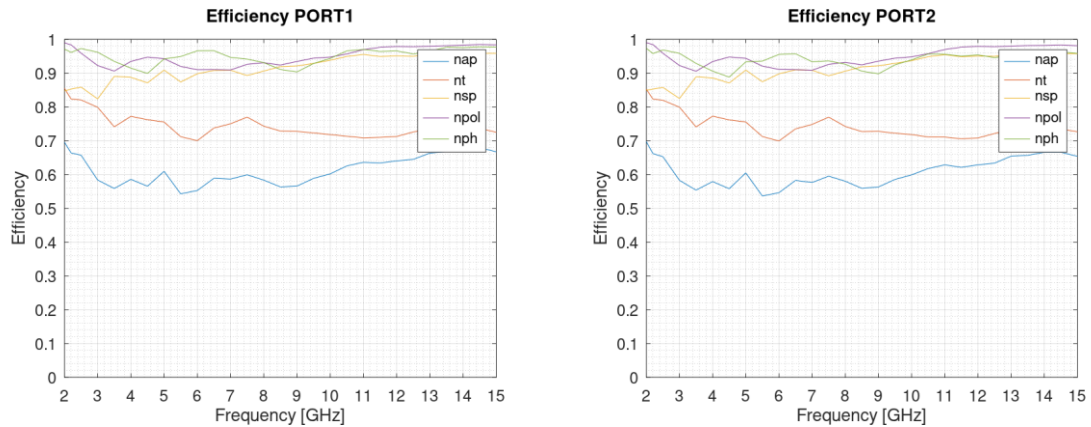 Efficiency PORT1
1
0.9
0.8
0.7
0.6
0.5
0.4
0.3
0.2
0.1
0
Efficiency
nap
nt
nsp
npol
nph
2 3 4 5 6 7 8 9 10 11 12 13 14 15
Frequency [GHz]
Efficiency PORT2
1
0.9
0.8
0.7
0.6
0.5
0.4
0.3
0.2
0.1
0
Efficiency
nap
nt
nsp
npol
nph
2 3 4 5 6 7 8 9 10 11 12 13 14 15
Frequency [GHz]